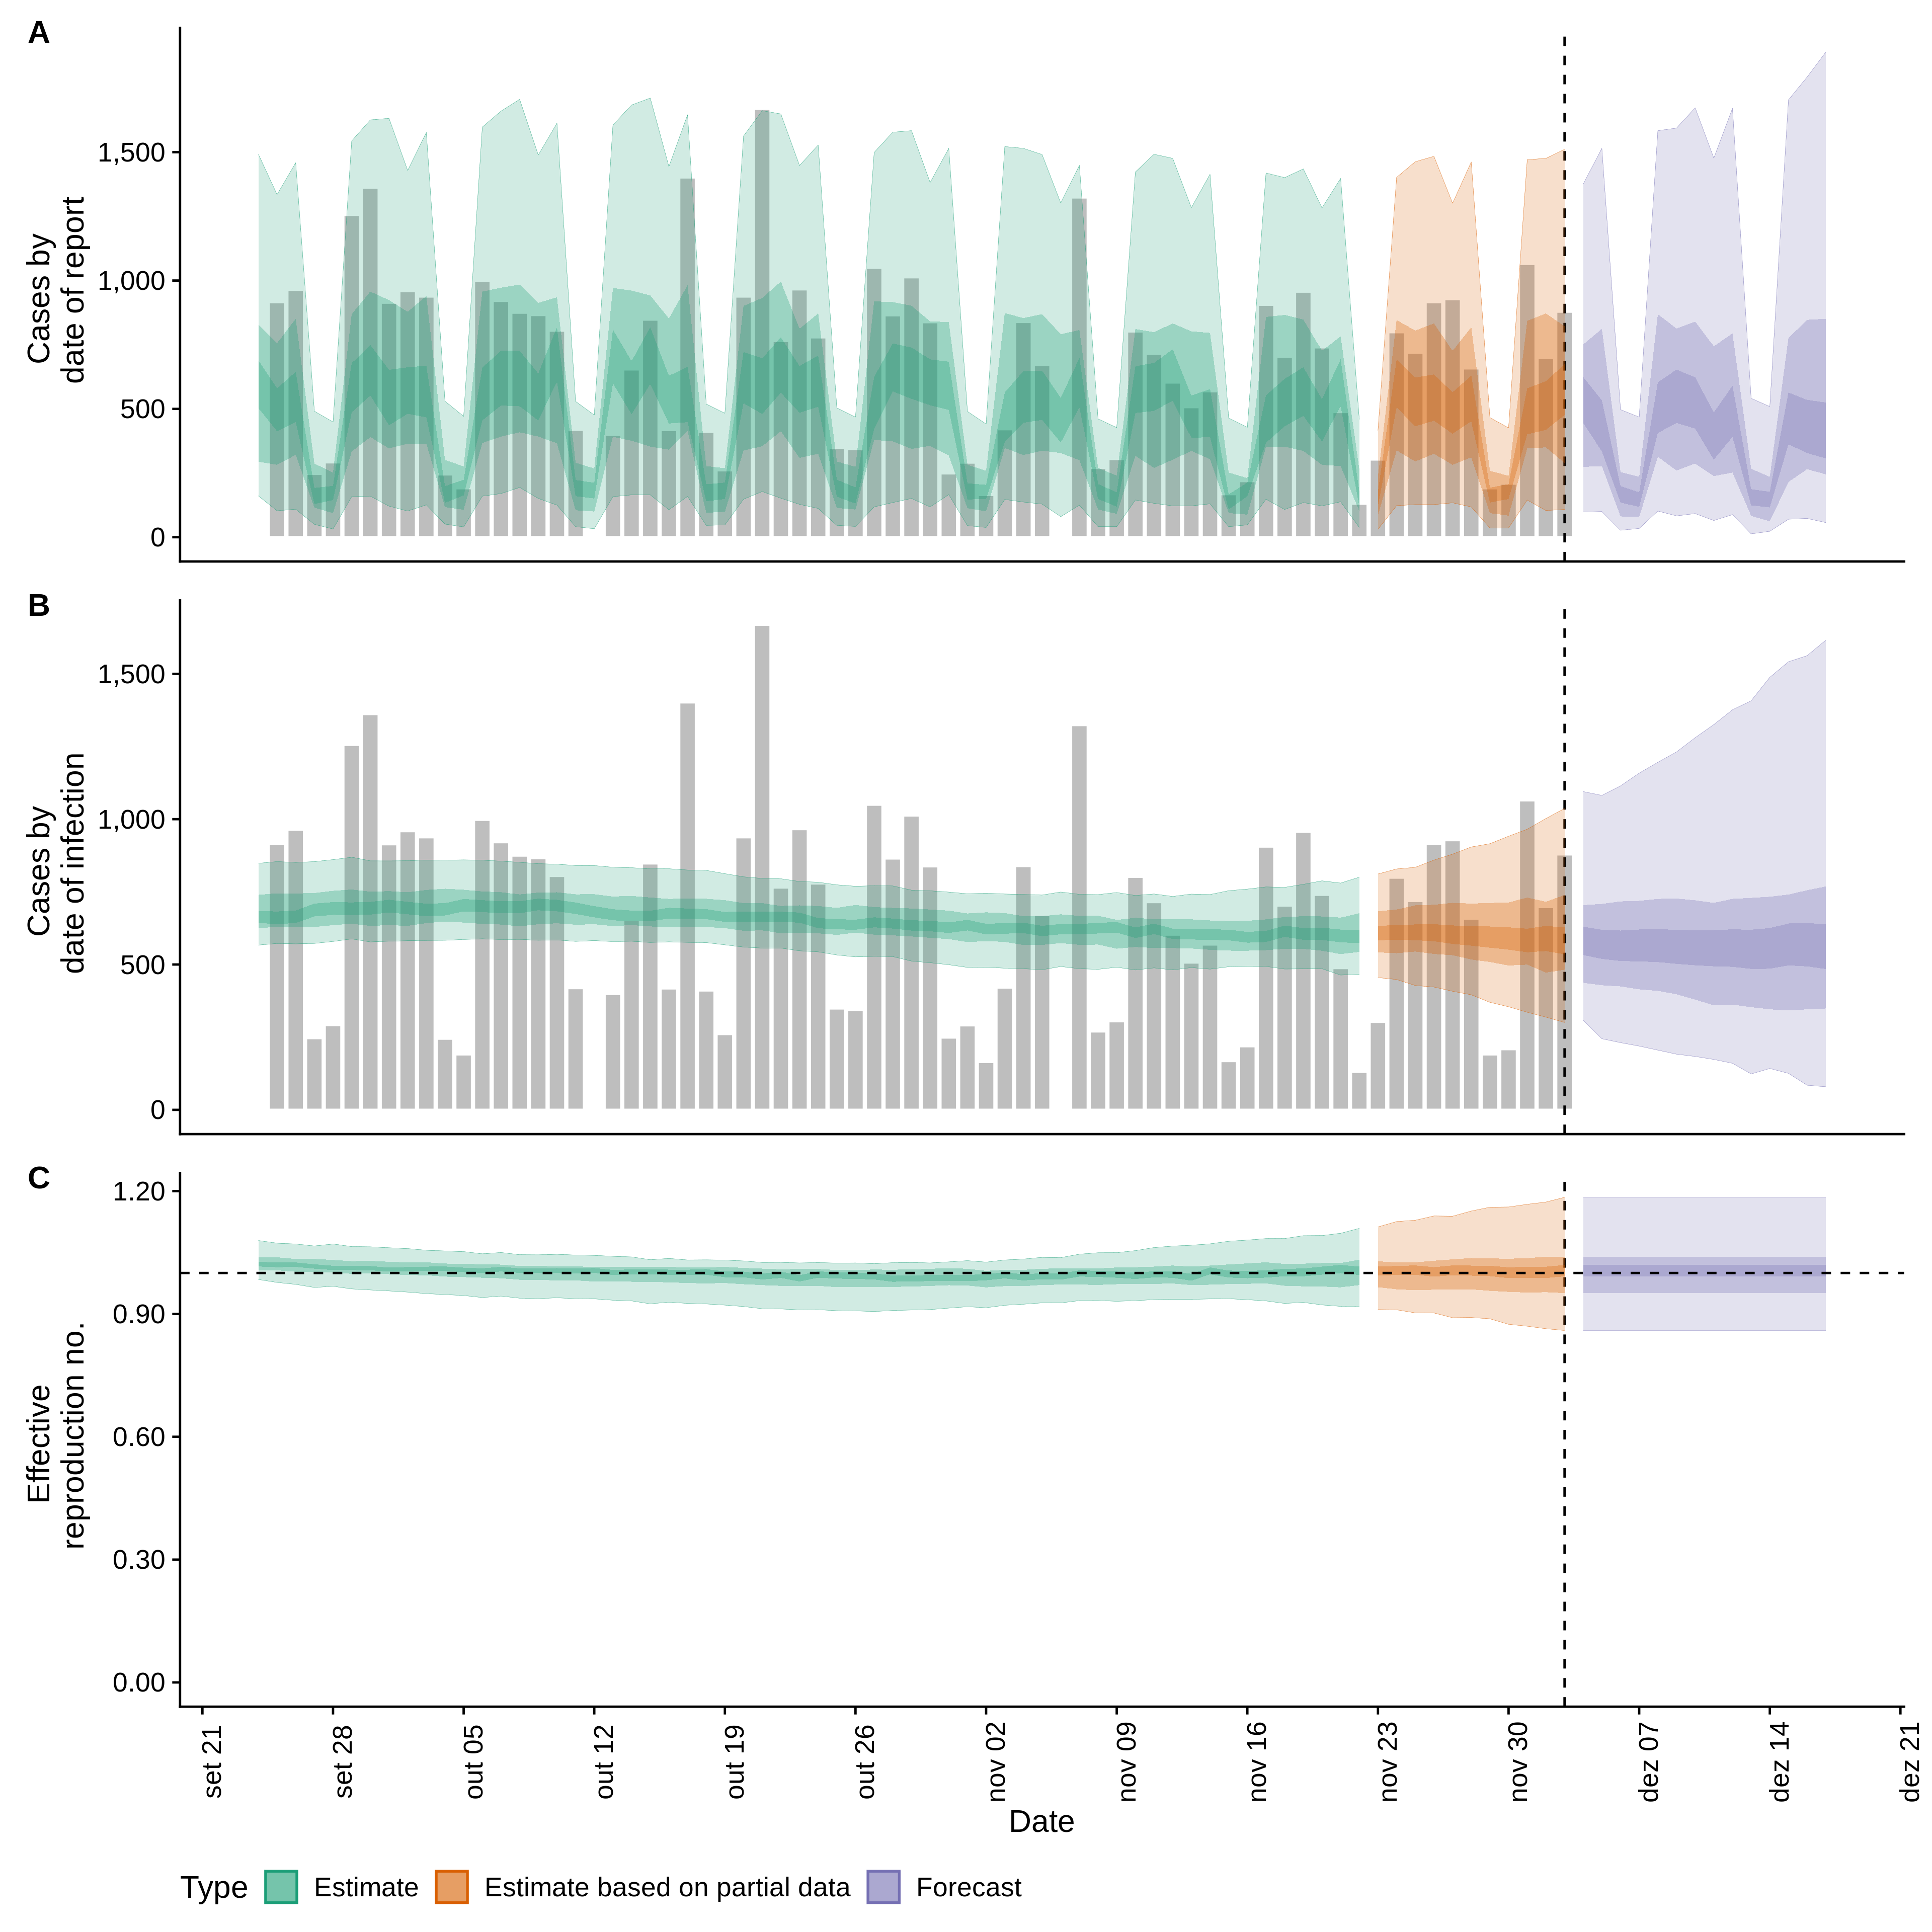 A
Cases by
date of report
1,500
1,000
500
0
B
Cases by
date of infection
1,500
1,000
500
0
C
Effective
reproduction no.
1.20
0.90
0.60
0.30
0.00
set 21
set 28
out 05
out 12
out 19
out 26
nov 02
nov 09
nov 16
nov 23
nov 30
dez 07
dez 14
dez 21
Date
Type Estimate Estimate based on partial data Forecast